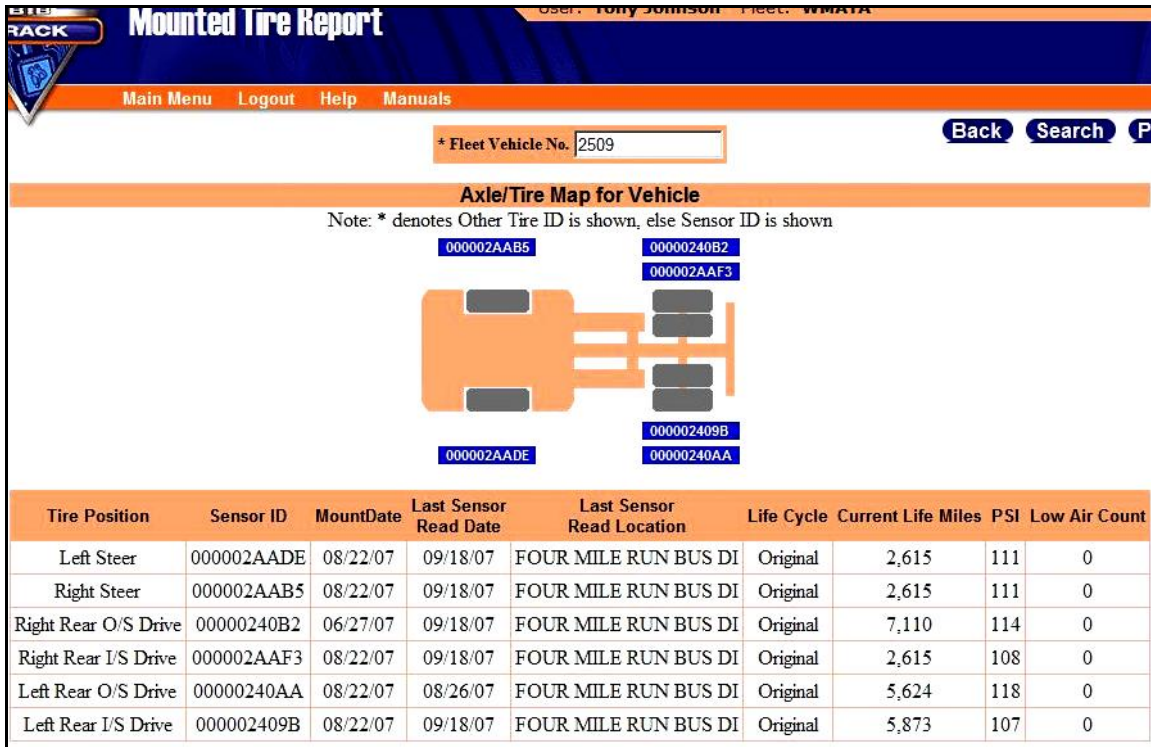 RACK
Mounted Tire Report
User: Tony Johnson Fleet: WMATA
Main Menu Logout Help Manuals
* Fleet Vehicle No. 2509
Back Search P
Axle/Tire Map for Vehicle
Note: * denotes Other Tire ID is shown, else Sensor ID is shown
000002AAB5 00000240B2
000002AAF3
000002409B
000002AADE 00000240AA
Tire Position Sensor ID MountDate Last Sensor Read Date Last Sensor Read Location Life Cycle Current Life Miles PSI Low Air Count
Left Steer 000002AADE 08/22/07 09/18/07 FOUR MILE RUN BUS DI Original 2,615 111 0
Right Steer 000002AAB5 08/22/07 09/18/07 FOUR MILE RUN BUS DI Original 2,615 111 0
Right Rear O/S Drive 00000240B2 06/27/07 09/18/07 FOUR MILE RUN BUS DI Original 7,110 114 0
Right Rear I/S Drive 000002AAF3 08/22/07 09/18/07 FOUR MILE RUN BUS DI Original 2,615 108 0
Left Rear O/S Drive 00000240AA 08/22/07 08/26/07 FOUR MILE RUN BUS DI Original 5,624 118 0
Left Rear I/S Drive 000002409B 08/22/07 09/18/07 FOUR MILE RUN BUS DI Original 5,873 107 0